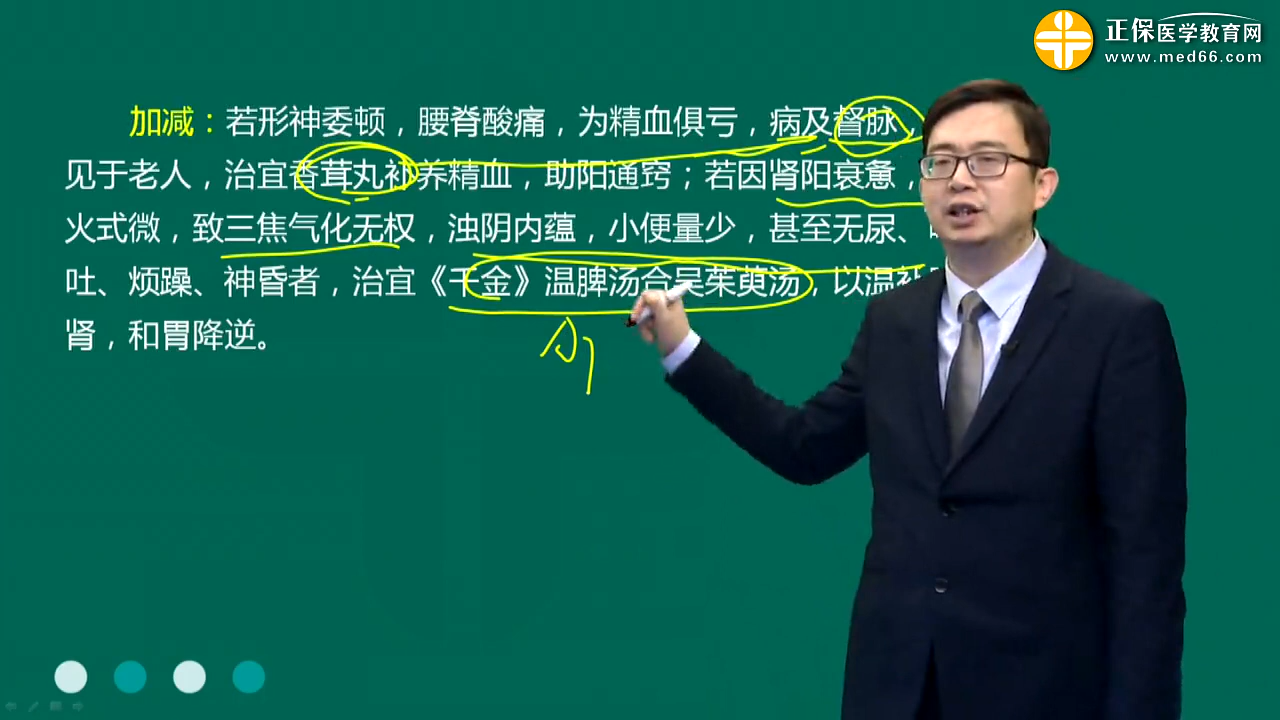 正保医学教育网
www.med66.com
加减：若形神委顿，腰脊酸痛，为精血俱亏，病及督脉，
见于老人，治宜香茸丸补养精血，助阳通窍；若因肾阳衰惫，
火式微，致三焦气化无权，浊阴内蕴，小便量少，甚至无尿、
吐、烦躁、神昏者，治宜《千金》温脾汤合吴茱萸汤，以温补
肾，和胃降逆。